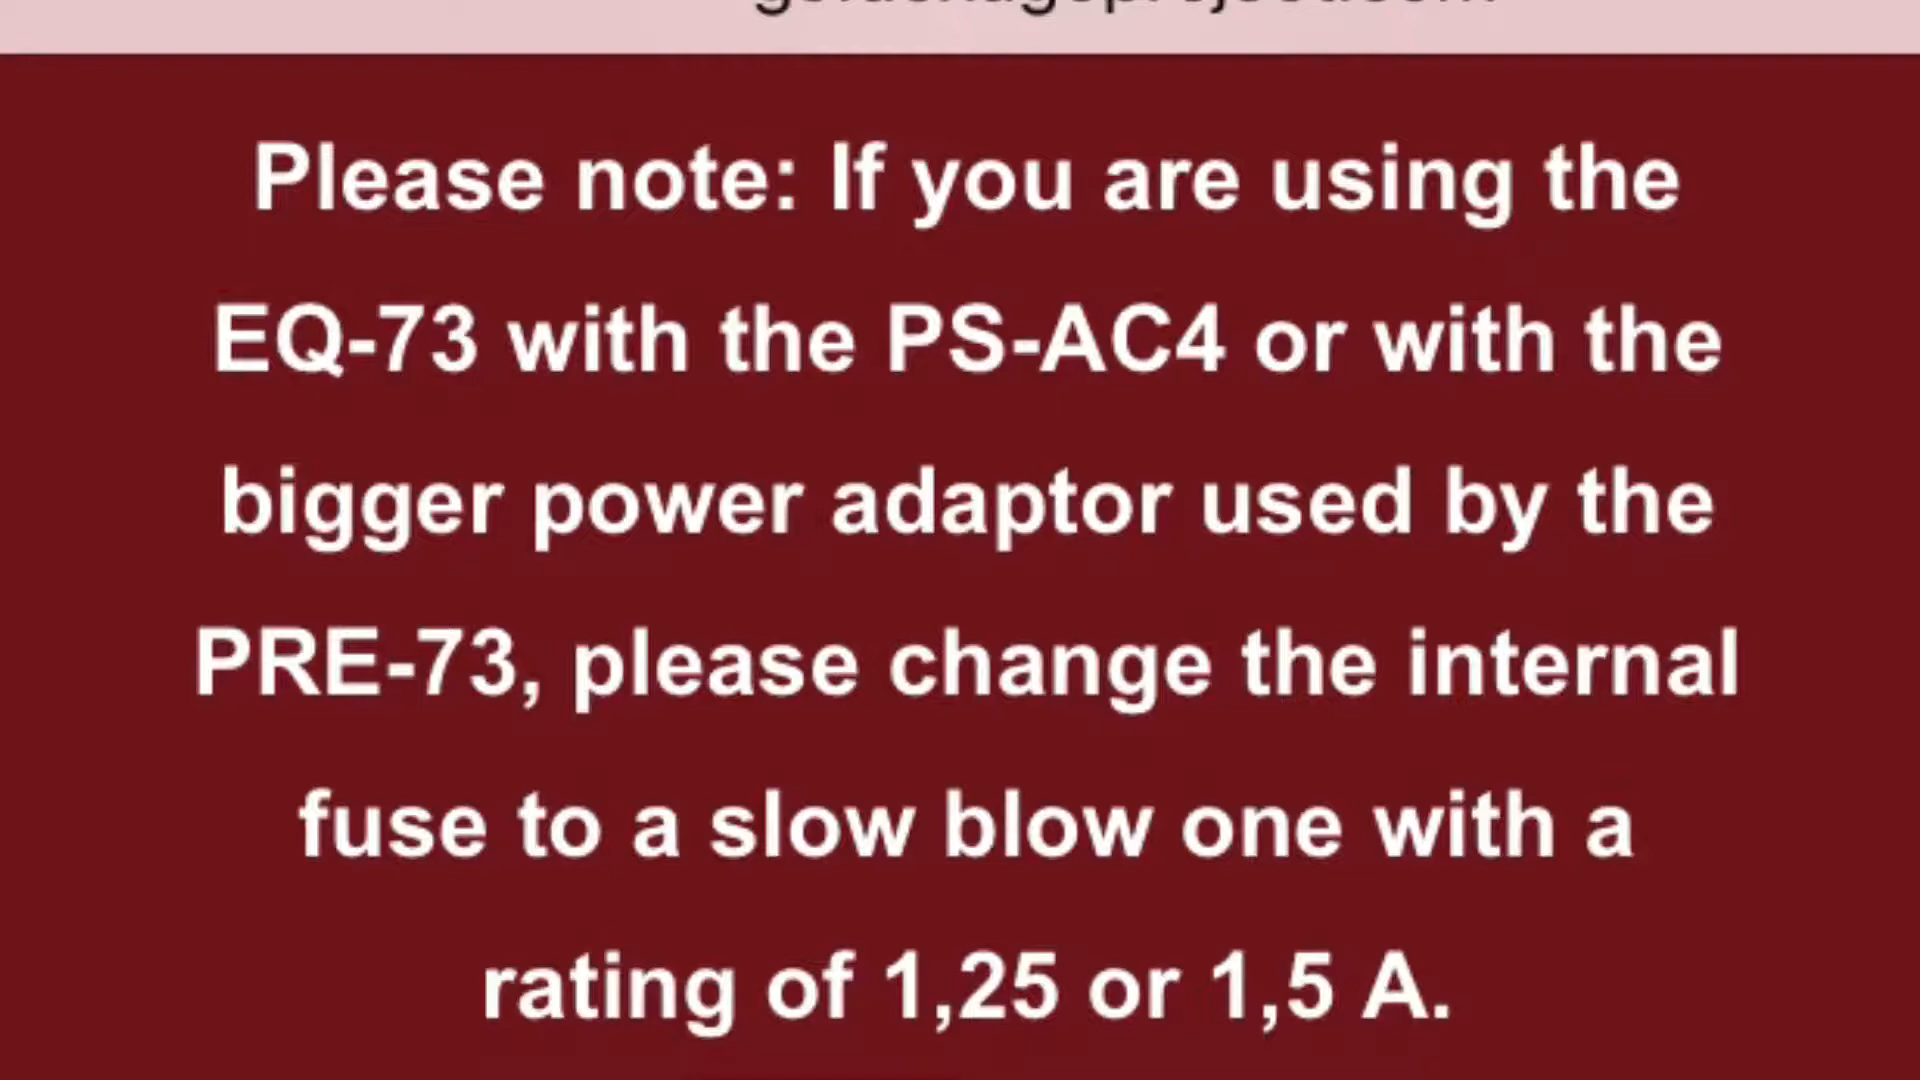 Please note: If you are using the
EQ-73 with the PS-AC4 or with the
bigger power adaptor used by the
PRE-73, please change the internal
fuse to a slow blow one with a
rating of 1,25 or 1,5 A.